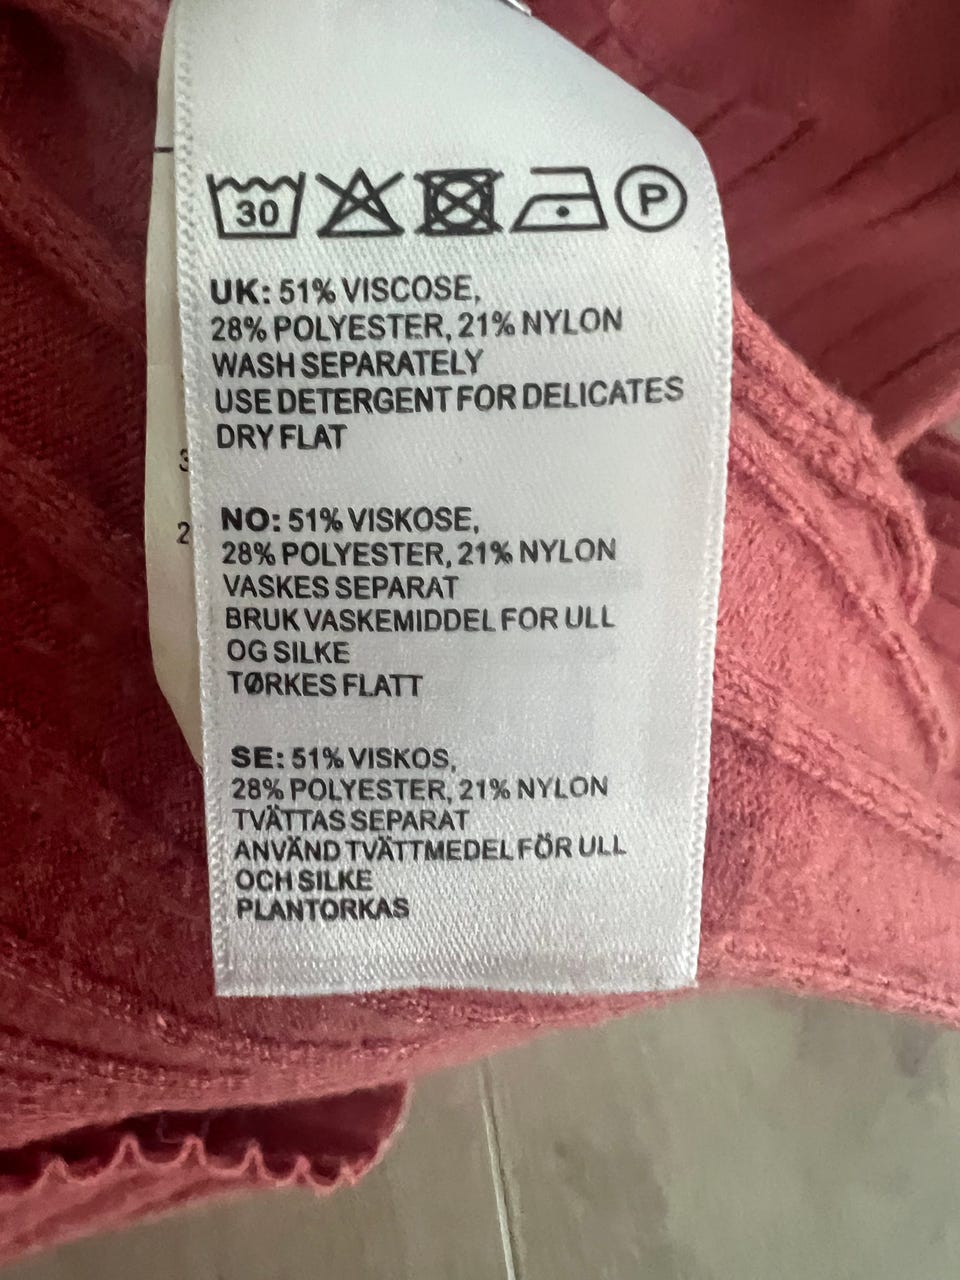 30 P
UK: 51% VISCOSE,
28% POLYESTER, 21% NYLON
WASH SEPARATELY
USE DETERGENT FOR DELICATES
DRY FLAT
NO: 51% VISKOSE,
28% POLYESTER, 21% NYLON
VASKES SEPARAT
BRUK VASKEMIDDEL FOR ULL
OG SILKE
TØRKES FLATT
SE: 51% VISKOS,
28% POLYESTER, 21% NYLON
TVÄTTAS SEPARAT
ANVÄND TVÄTTMEDEL FÖR ULL
OCH SILKE
PLANTORKAS
3
2